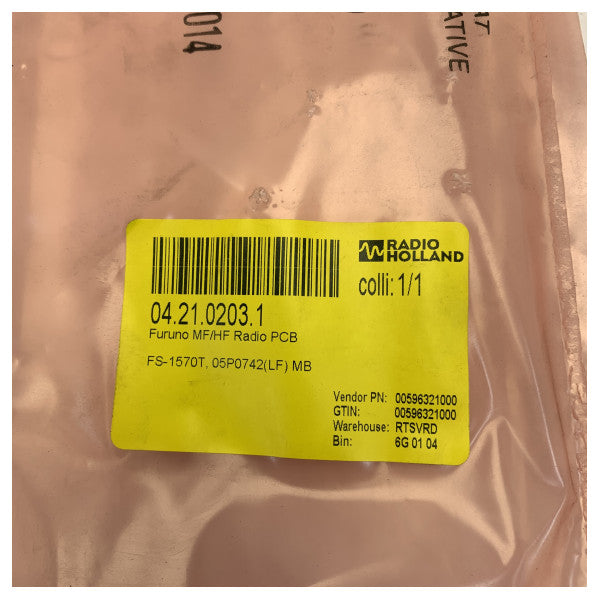 014
ATIVE
RADIO
HOLLAND
colli: 1/1
04.21.0203.1
Furuno MF/HF Radio PCB
FS-1570T, 05P0742(LF) MB
Vendor PN: 00596321000
GTIN: 00596321000
Warehouse: RTSVRD
Bin: 6G 01 04